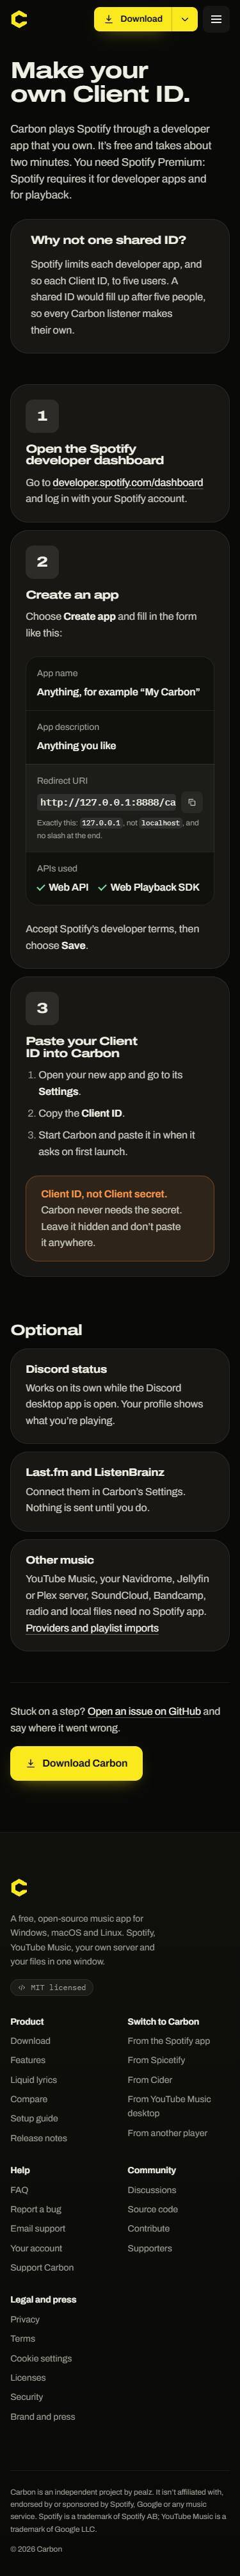 Download
Make your
own Client ID.
Carbon plays Spotify through a developer
app that you own. It's free and takes about
two minutes. You need Spotify Premium:
Spotify requires it for developer apps and
for playback.
Why not one shared ID?
Spotify limits each developer app, and
so each Client ID, to five users. A
shared ID would fill up after five people,
so every Carbon listener makes
their own.
1
Open the Spotify
developer dashboard
Go to developer.spotify.com/dashboard
and log in with your Spotify account.
2
Create an app
Choose Create app and fill in the form
like this:
App name
Anything, for example “My Carbon”
App description
Anything you like
Redirect URI
http://127.0.0.1:8888/ca
Exactly this: 127.0.0.1, not localhost, and
no slash at the end.
APIs used
Web API Web Playback SDK
Accept Spotify's developer terms, then
choose Save.
3
Paste your Client
ID into Carbon
1. Open your new app and go to its
Settings.
2. Copy the Client ID.
3. Start Carbon and paste it in when it
asks on first launch.
Client ID, not Client secret.
Carbon never needs the secret.
Leave it hidden and don't paste
it anywhere.
Optional
Discord status
Works on its own while the Discord
desktop app is open. Your profile shows
what you're playing.
Last.fm and ListenBrainz
Connect them in Carbon's Settings.
Nothing is sent until you do.
Other music
YouTube Music, your Navidrome, Jellyfin
or Plex server, SoundCloud, Bandcamp,
radio and local files need no Spotify app.
Providers and playlist imports
Stuck on a step? Open an issue on GitHub and
say where it went wrong.
Download Carbon
A free, open-source music app for
Windows, macOS and Linux. Spotify,
YouTube Music, your own server and
your files in one window.
MIT licensed
Product
Download
Features
Liquid lyrics
Compare
Setup guide
Release notes
Switch to Carbon
From the Spotify app
From Spicetify
From Cider
From YouTube Music
desktop
From another player
Help
FAQ
Report a bug
Email support
Your account
Support Carbon
Community
Discussions
Source code
Contribute
Supporters
Legal and press
Privacy
Terms
Cookie settings
Licenses
Security
Brand and press
Carbon is an independent project by pealz. It isn't affiliated with,
endorsed by or sponsored by Spotify, Google or any music
service. Spotify is a trademark of Spotify AB; YouTube Music is a
trademark of Google LLC.
© 2026 Carbon